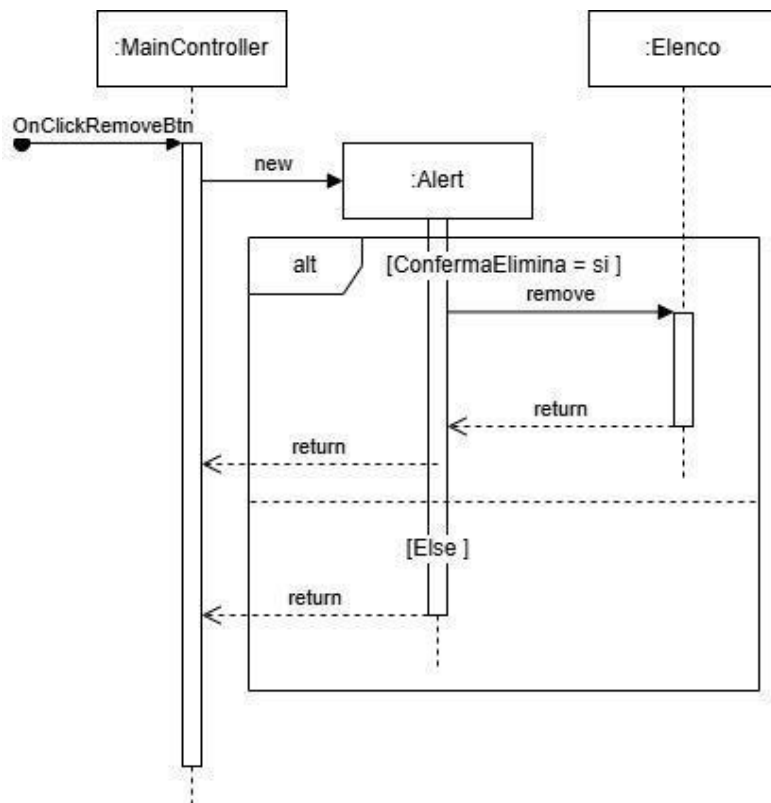 :MainController
:Elenco
OnClickRemoveBtn
new
:Alert
alt
[ConfermaElimina = si ]
remove
return
return
[Else ]
return